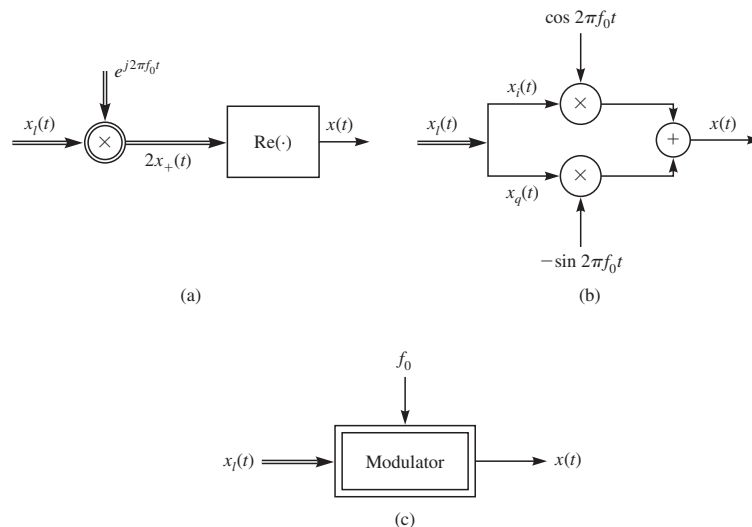 e^{j2πf_0t}
x_l(t)
×
2x_+(t)
Re(·)
x(t)
(a)
cos 2πf_0t
x_l(t)
x_i(t)
×
x_q(t)
×
+
x(t)
−sin 2πf_0t
(b)
f_0
x_l(t)
Modulator
x(t)
(c)